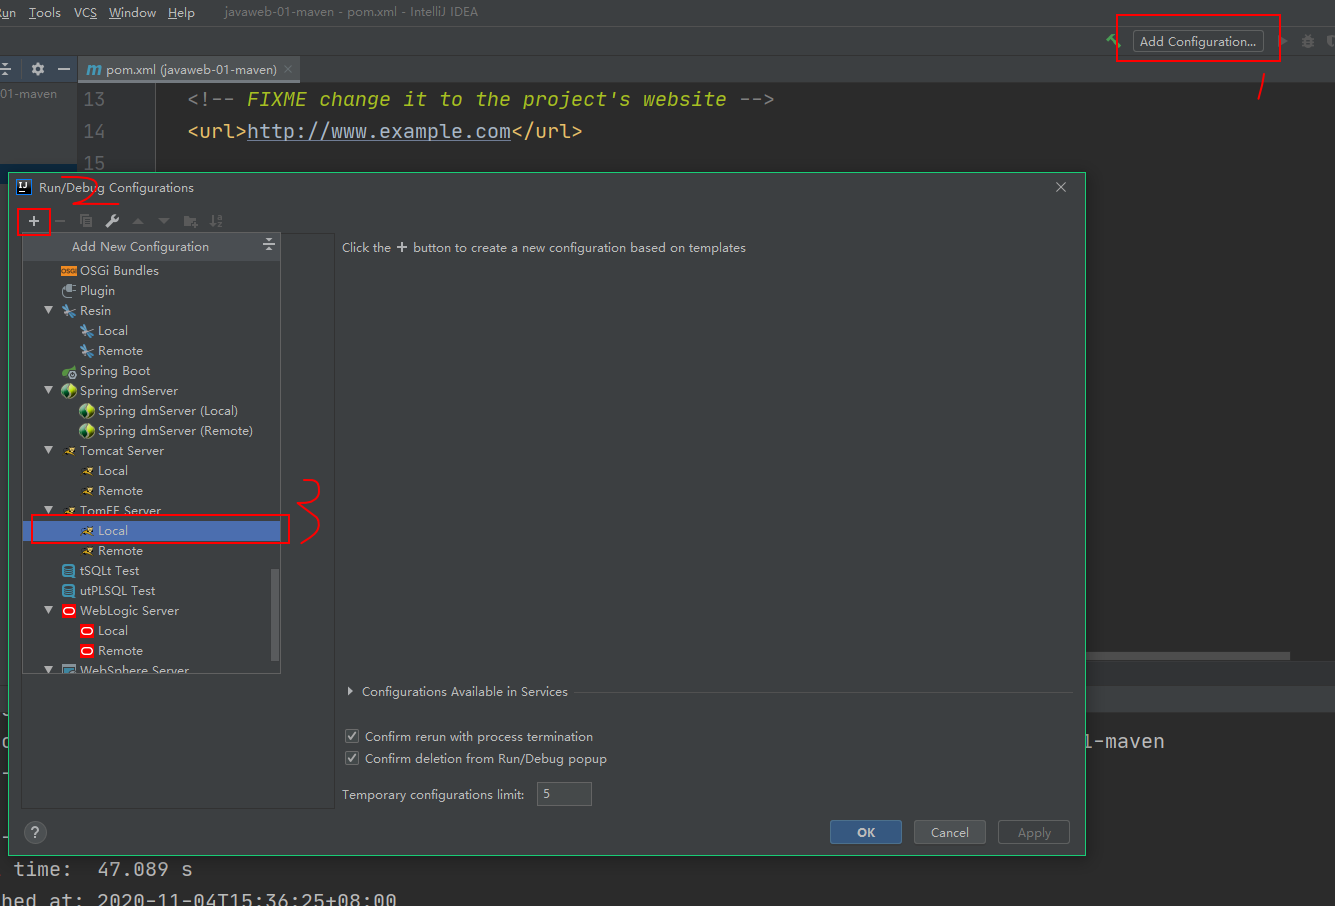 Run Tools VCS Window Help javaweb-01-maven - pom.xml - IntelliJ IDEA
Add Configuration...
pom.xml (javaweb-01-maven)
1
01-maven
13 <!-- FIXME change it to the project's website -->
14 <url>http://www.example.com</url>
15
Run/Debug Configurations
2
Add New Configuration
Click the + button to create a new configuration based on templates
OSGi Bundles
Plugin
Resin
Local
Remote
Spring Boot
Spring dmServer
Spring dmServer (Local)
Spring dmServer (Remote)
Tomcat Server
Local
Remote
3
TomEE Server
Local
Remote
tSQLt Test
utPLSQL Test
WebLogic Server
Local
Remote
WebSphere Server
Configurations Available in Services
Confirm rerun with process termination
1-maven
Confirm deletion from Run/Debug popup
Temporary configurations limit: 5
? OK Cancel Apply
time: 47.089 s
hed at: 2020-11-04T15:36:25+08:00